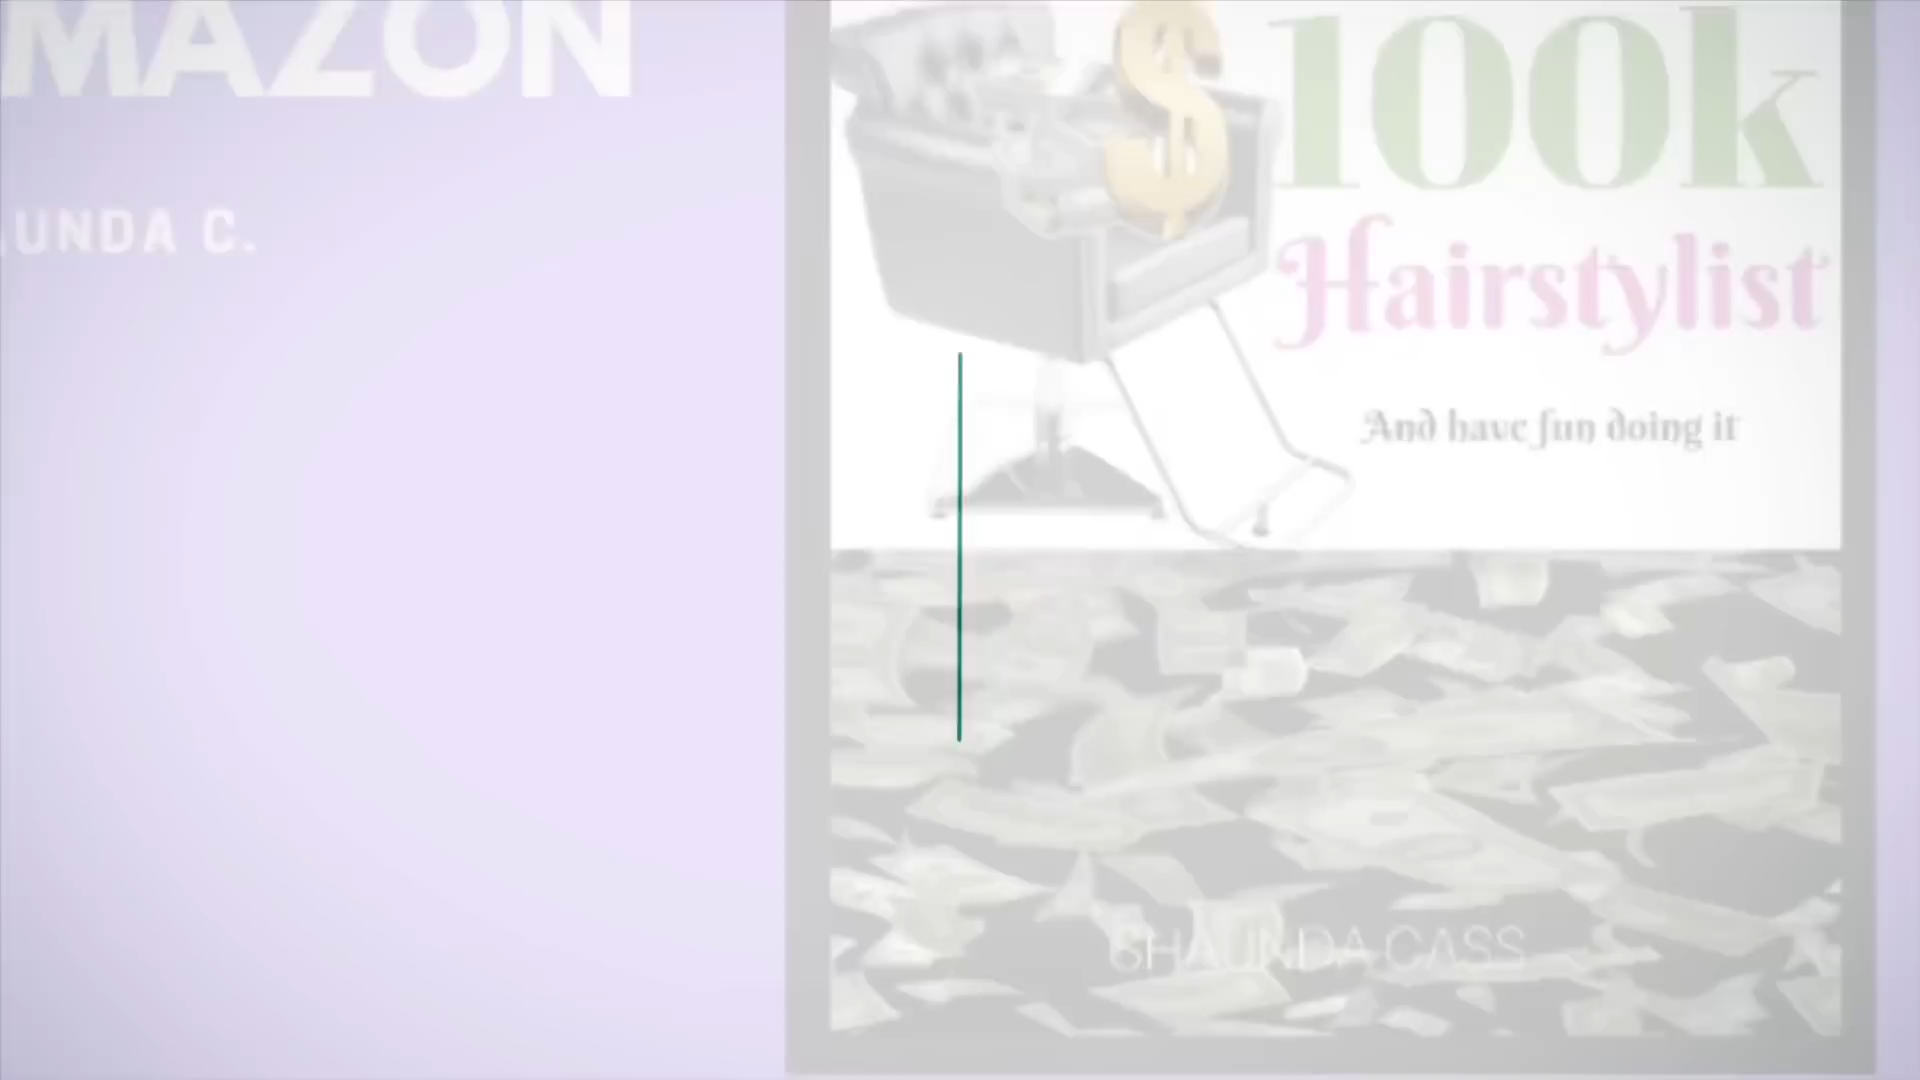 MAZON
UNDA C.
100k
Hairstylist
And have fun doing it
SHAUNDA CASS